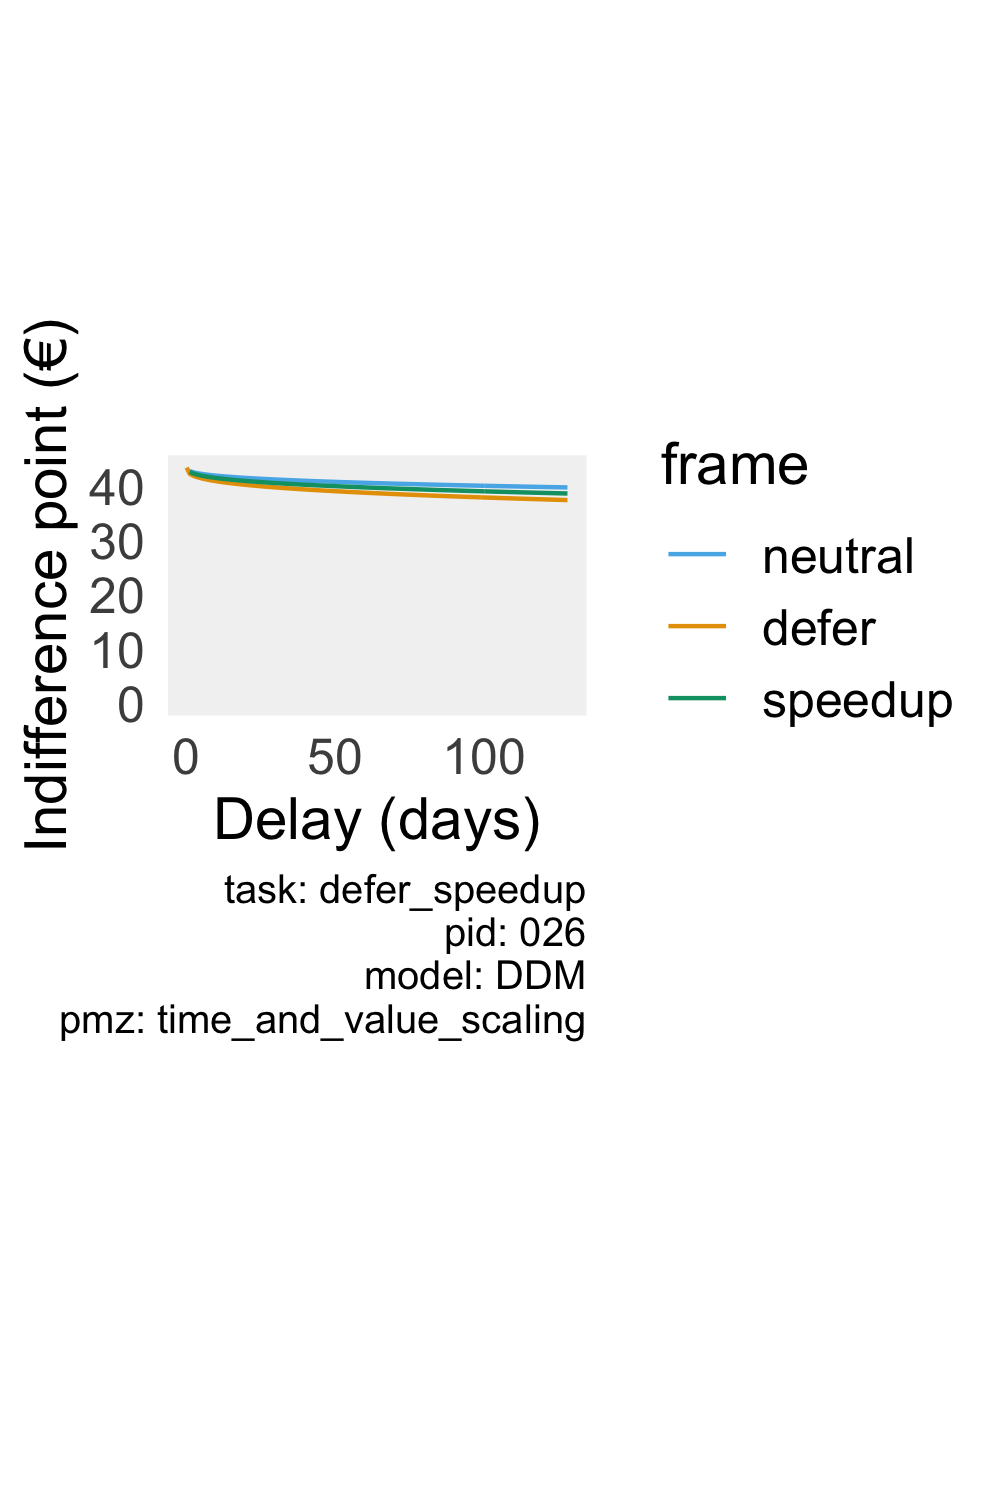 Indifference point (€)
40
30
20
10
0
0 50 100
Delay (days)
frame
neutral
defer
speedup
task: defer_speedup
pid: 026
model: DDM
pmz: time_and_value_scaling